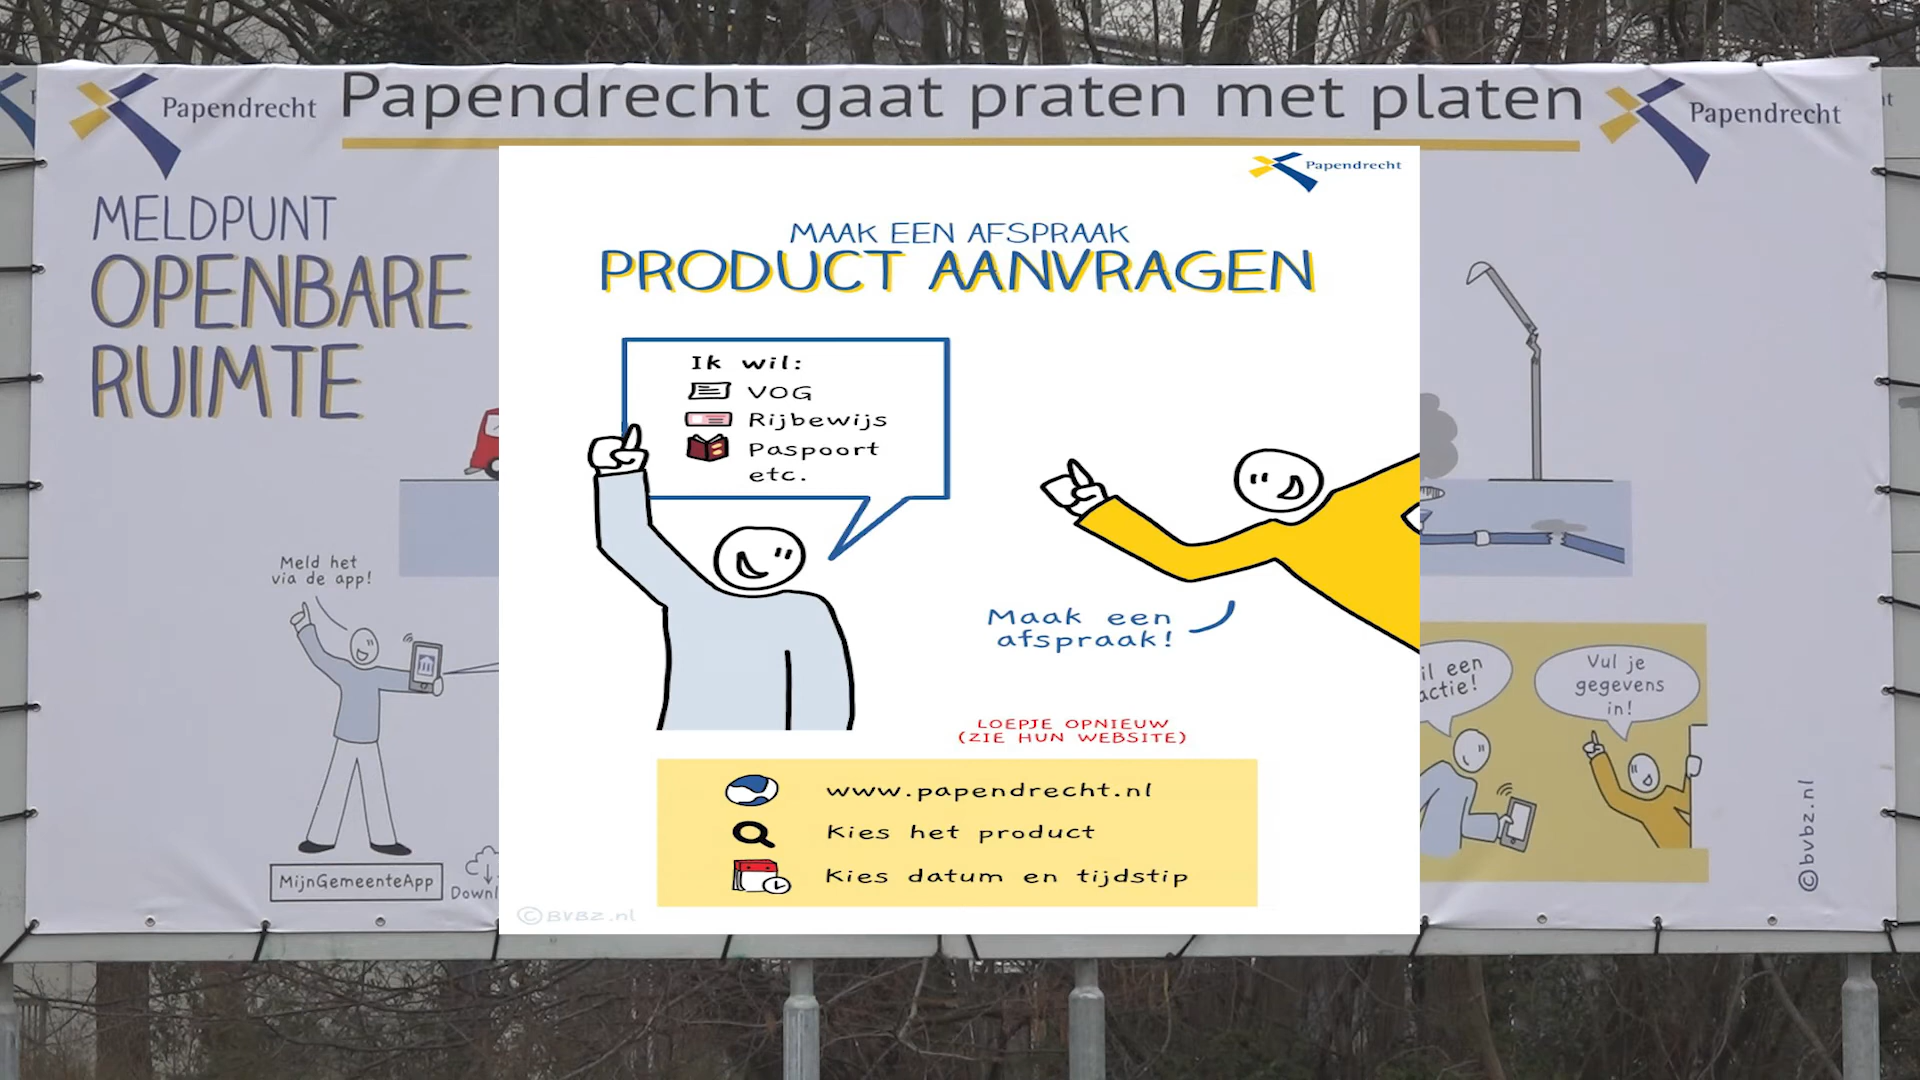 Papendrecht
Papendrecht gaat praten met platen
Papendrecht
MELDPUNT
OPENBARE
RUIMTE
Meld het
via de app!
MijnGemeenteApp
Papendrecht
MAAK EEN AFSPRAAK
PRODUCT AANVRAGEN
Ik wil:
VOG
Rijbewijs
Paspoort
etc.
Maak een
afspraak!
LOEPJE OPNIEUW
(ZIE HUN WEBSITE)
www.papendrecht.nl
Kies het product
Kies datum en tijdstip
©BVBZ.nl
een
Vul je
gegevens
in!
©bvbz.nl